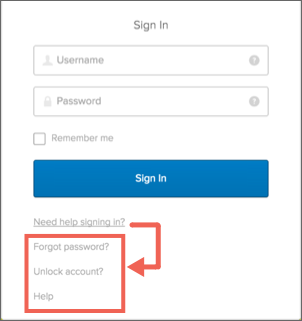 Sign In
Username
?
Password
?
Remember me
Sign In
Need help signing in?
Forgot password?
Unlock account?
Help